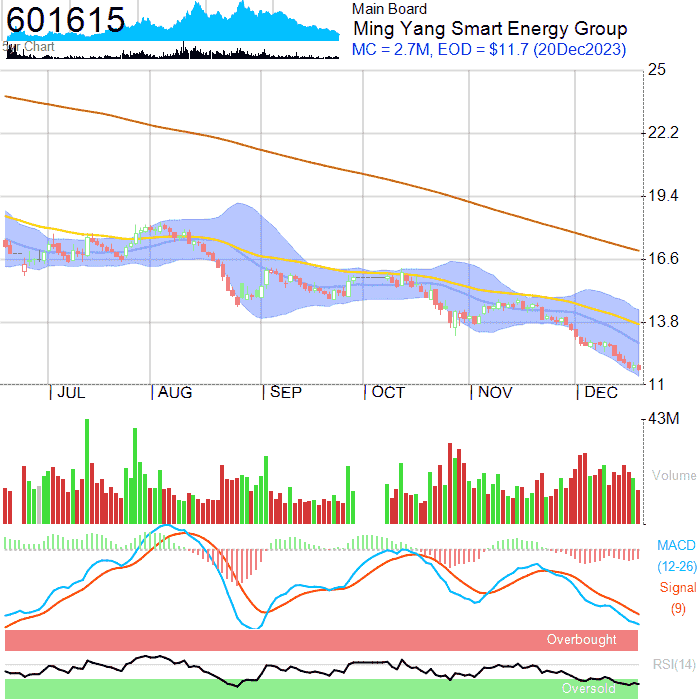 601615
Main Board
Ming Yang Smart Energy Group
MC = 2.7M, EOD = $11.7 (20Dec2023)
5yr Chart
25
22.2
19.4
16.6
13.8
11
JUL AUG SEP OCT NOV DEC
43M
Volume
MACD
(12-26)
Signal
(9)
Overbought
RSI(14)
Oversold